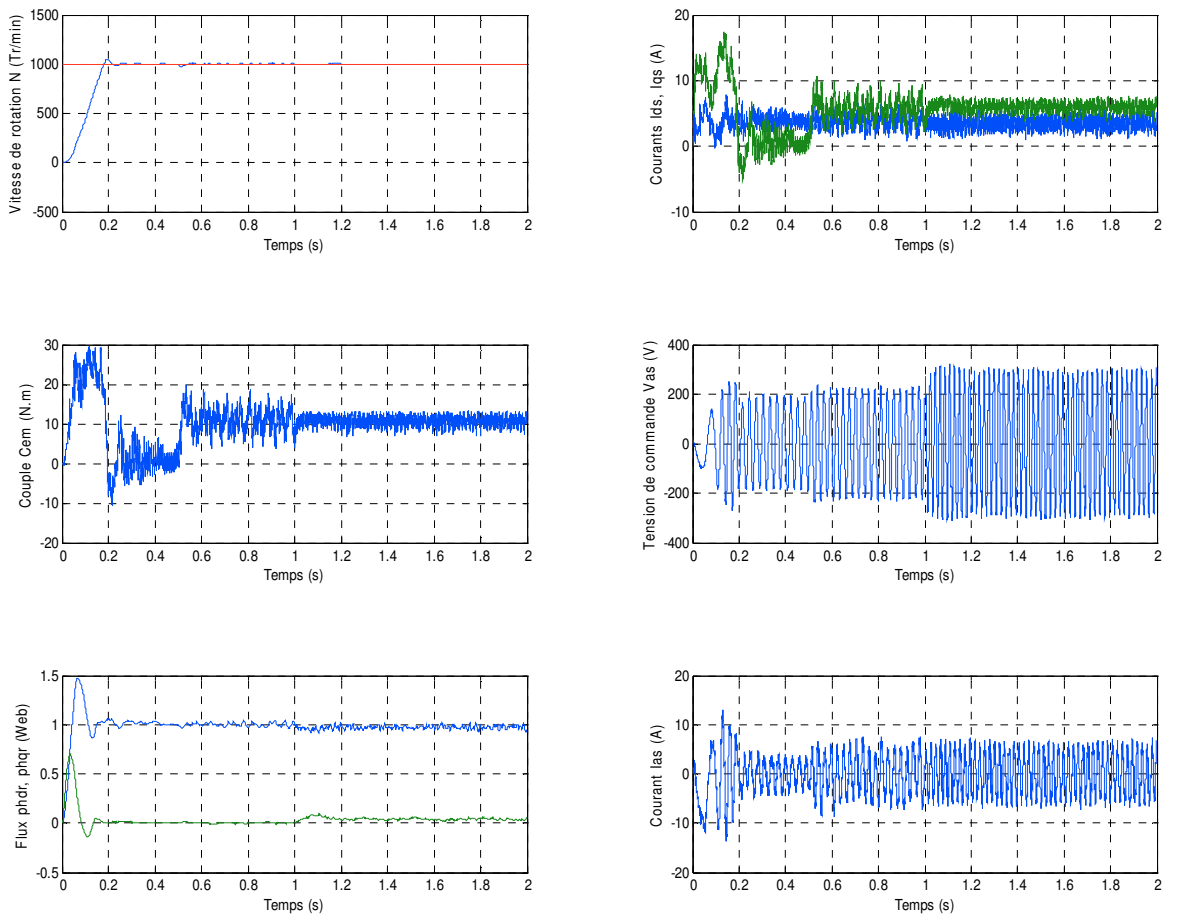 Vitesse de rotation N (Tr/min)
1500
1000
500
0
-500
0 0.2 0.4 0.6 0.8 1 1.2 1.4 1.6 1.8 2
Temps (s)
Courants Ids, Iqs (A)
20
10
0
-10
0 0.2 0.4 0.6 0.8 1 1.2 1.4 1.6 1.8 2
Temps (s)
Couple Cem (N.m)
30
20
10
0
-10
-20
0 0.2 0.4 0.6 0.8 1 1.2 1.4 1.6 1.8 2
Temps (s)
Tension de commande Vas (V)
400
200
0
-200
-400
0 0.2 0.4 0.6 0.8 1 1.2 1.4 1.6 1.8 2
Temps (s)
Flux phdr, phqr (Web)
1.5
1
0.5
0
-0.5
0 0.2 0.4 0.6 0.8 1 1.2 1.4 1.6 1.8 2
Temps (s)
Courant Ias (A)
20
10
0
-10
-20
0 0.2 0.4 0.6 0.8 1 1.2 1.4 1.6 1.8 2
Temps (s)